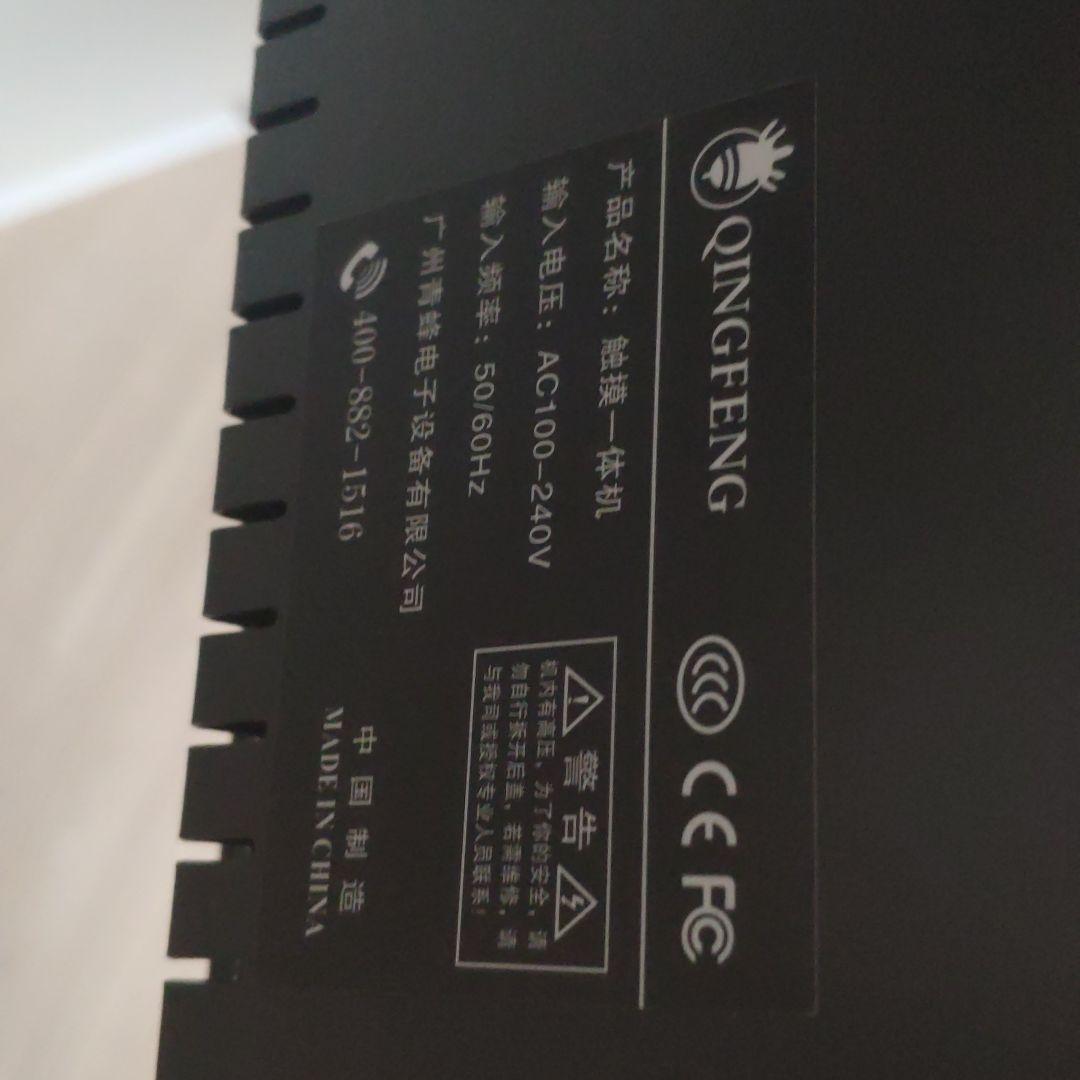 QINGFENG
产品名称：触摸一体机
输入电压：AC100-240V
输入频率：50/60Hz
广州青蜂电子设备有限公司
400-882-1516
警告
机内有高压，为了你的安全，请
勿自行拆开后盖，若需维修，请
与我司或授权专业人员联系！
中国制造
MADE IN CHINA